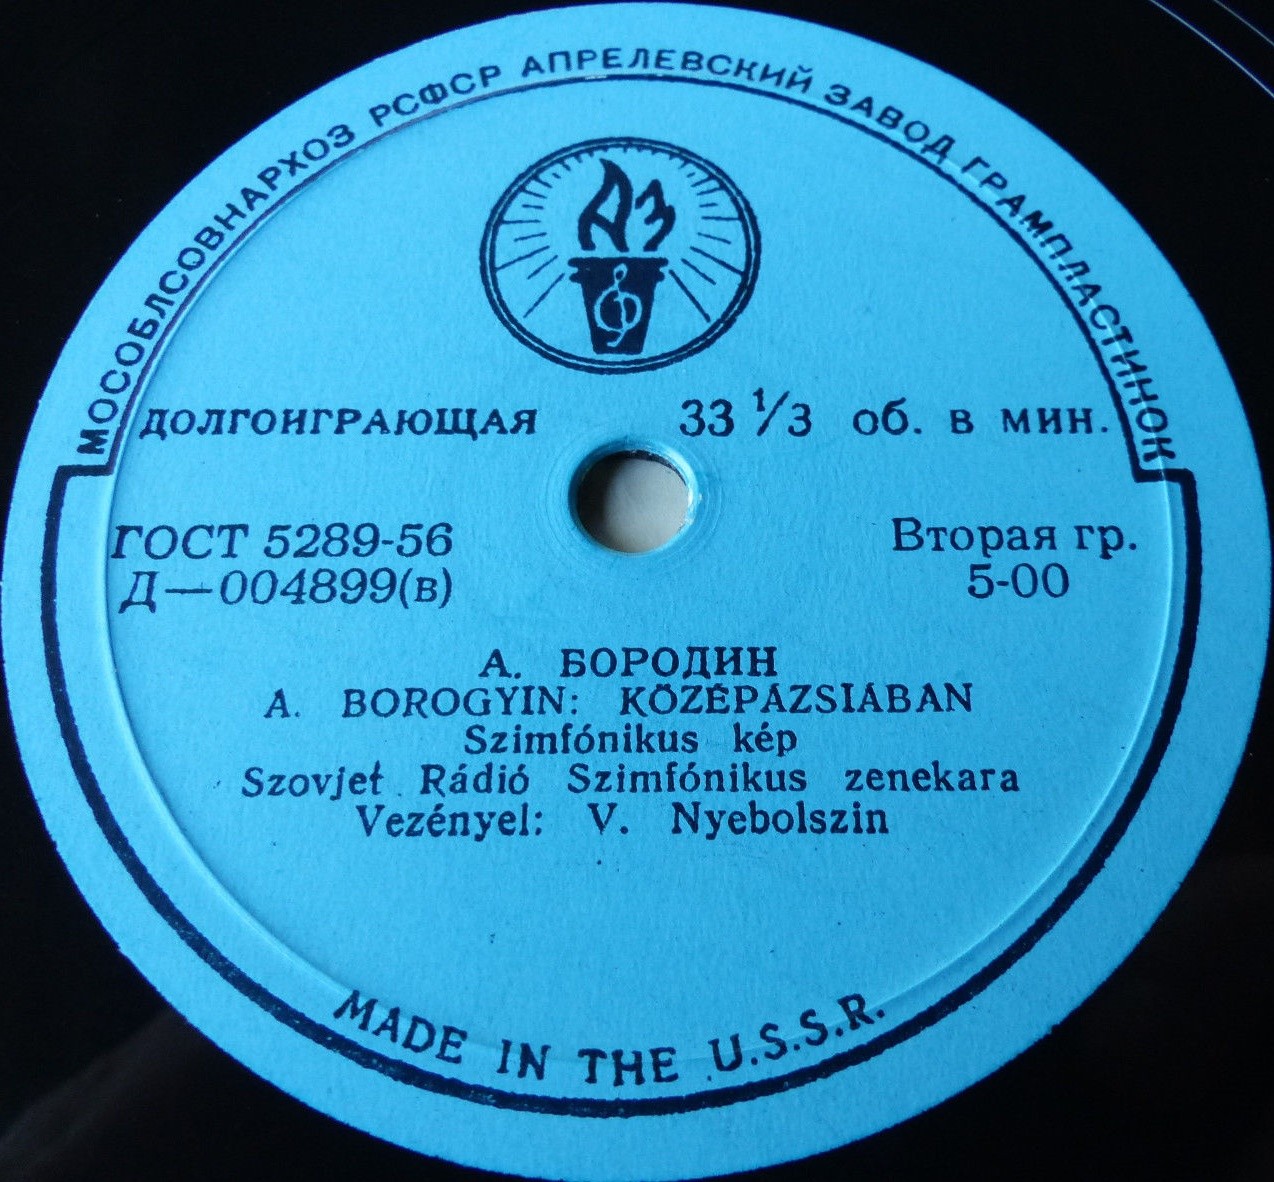 МОСОБЛСОВНАРХОЗ РСФСР АПРЕЛЕВСКИЙ ЗАВОД ГРАМПЛАСТИНОК
АЗ
ДОЛГОИГРАЮЩАЯ 33 1/3 об. в мин.
ГОСТ 5289-56 Вторая гр.
Д—004899(в) 5-00
А. БОРОДИН
A. BOROGYIN: KÖZÉPÁZSIÁBAN
Szimfónikus kép
Szovjet Rádió Szimfónikus zenekara
Vezényel: V. Nyebolszin
MADE IN THE U.S.S.R.